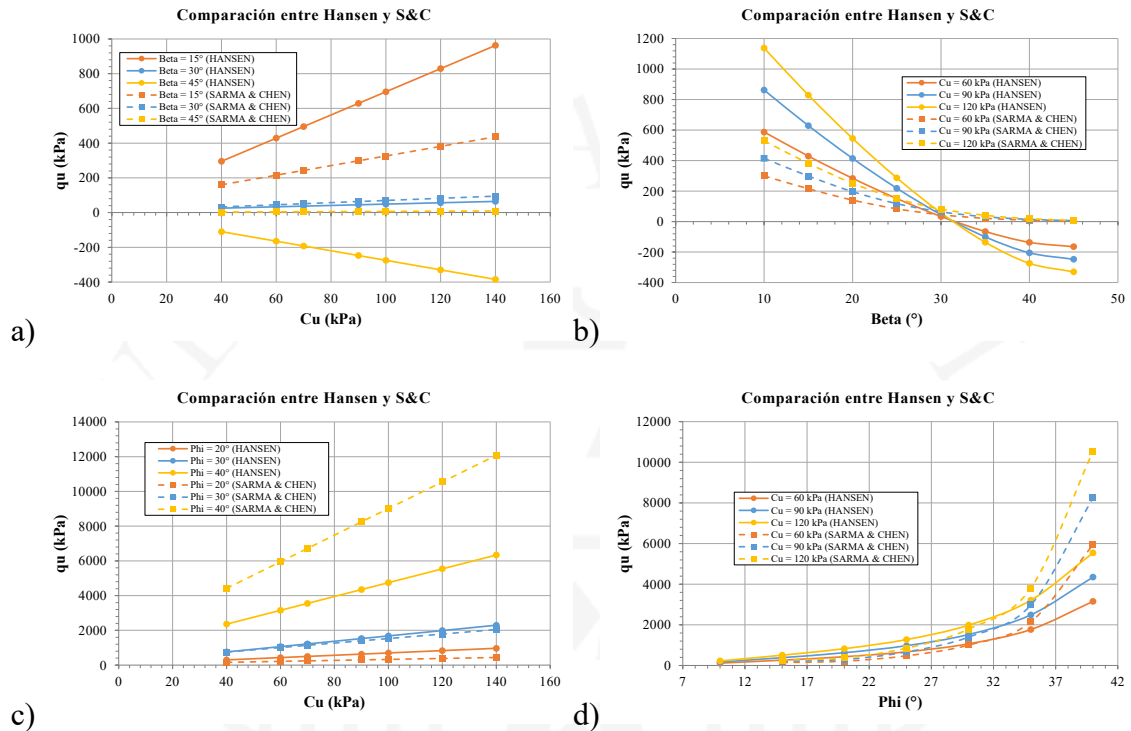 Comparación entre Hansen y S&C
1000
800
600
400
200
0
-200
-400
qu (kPa)
Beta = 15° (HANSEN)
Beta = 30° (HANSEN)
Beta = 45° (HANSEN)
Beta = 15° (SARMA & CHEN)
Beta = 30° (SARMA & CHEN)
Beta = 45° (SARMA & CHEN)
0 20 40 60 80 100 120 140 160
Cu (kPa)
a)
Comparación entre Hansen y S&C
1200
1000
800
600
400
200
0
-200
-400
qu (kPa)
Cu = 60 kPa (HANSEN)
Cu = 90 kPa (HANSEN)
Cu = 120 kPa (HANSEN)
Cu = 60 kPa (SARMA & CHEN)
Cu = 90 kPa (SARMA & CHEN)
Cu = 120 kPa (SARMA & CHEN)
0 10 20 30 40 50
Beta (°)
b)
Comparación entre Hansen y S&C
14000
12000
10000
8000
6000
4000
2000
0
qu (kPa)
Phi = 20° (HANSEN)
Phi = 30° (HANSEN)
Phi = 40° (HANSEN)
Phi = 20° (SARMA & CHEN)
Phi = 30° (SARMA & CHEN)
Phi = 40° (SARMA & CHEN)
0 20 40 60 80 100 120 140 160
Cu (kPa)
c)
Comparación entre Hansen y S&C
12000
10000
8000
6000
4000
2000
0
qu (kPa)
Cu = 60 kPa (HANSEN)
Cu = 90 kPa (HANSEN)
Cu = 120 kPa (HANSEN)
Cu = 60 kPa (SARMA & CHEN)
Cu = 90 kPa (SARMA & CHEN)
Cu = 120 kPa (SARMA & CHEN)
7 12 17 22 27 32 37 42
Phi (°)
d)